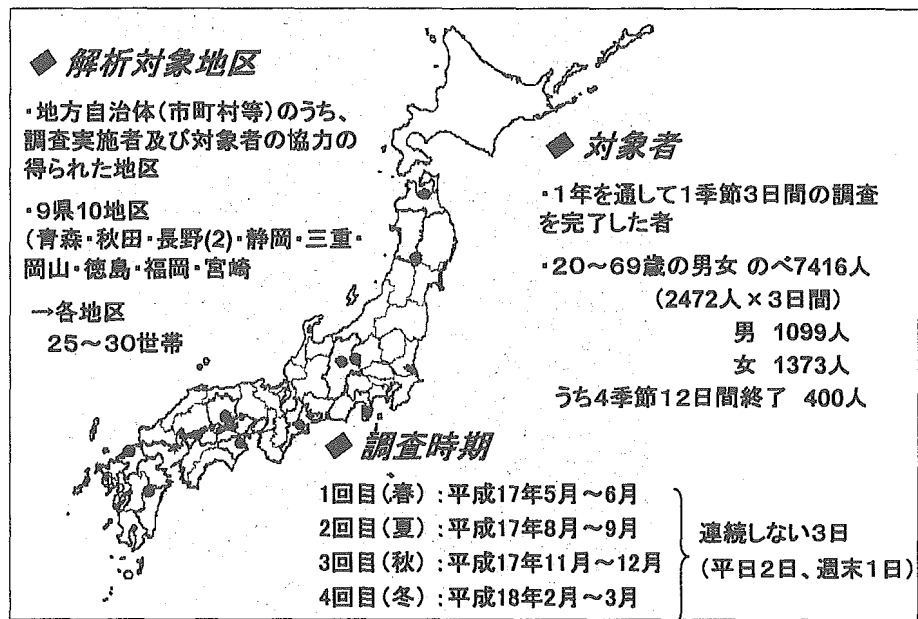 ◆ 解析対象地区
・地方自治体(市町村等)のうち、
調査実施者及び対象者の協力の
得られた地区
・9県10地区
(青森・秋田・長野(2)・静岡・三重・
岡山・徳島・福岡・宮崎
→各地区
25~30世帯
◆ 対象者
・1年を通して1季節3日間の調査
を完了した者
・20~69歳の男女 のべ7416人
(2472人×3日間)
男 1099人
女 1373人
うち4季節12日間終了 400人
◆ 調査時期
1回目(春):平成17年5月~6月
2回目(夏):平成17年8月~9月
3回目(秋):平成17年11月~12月
4回目(冬):平成18年2月~3月
連続しない3日
(平日2日、週末1日)